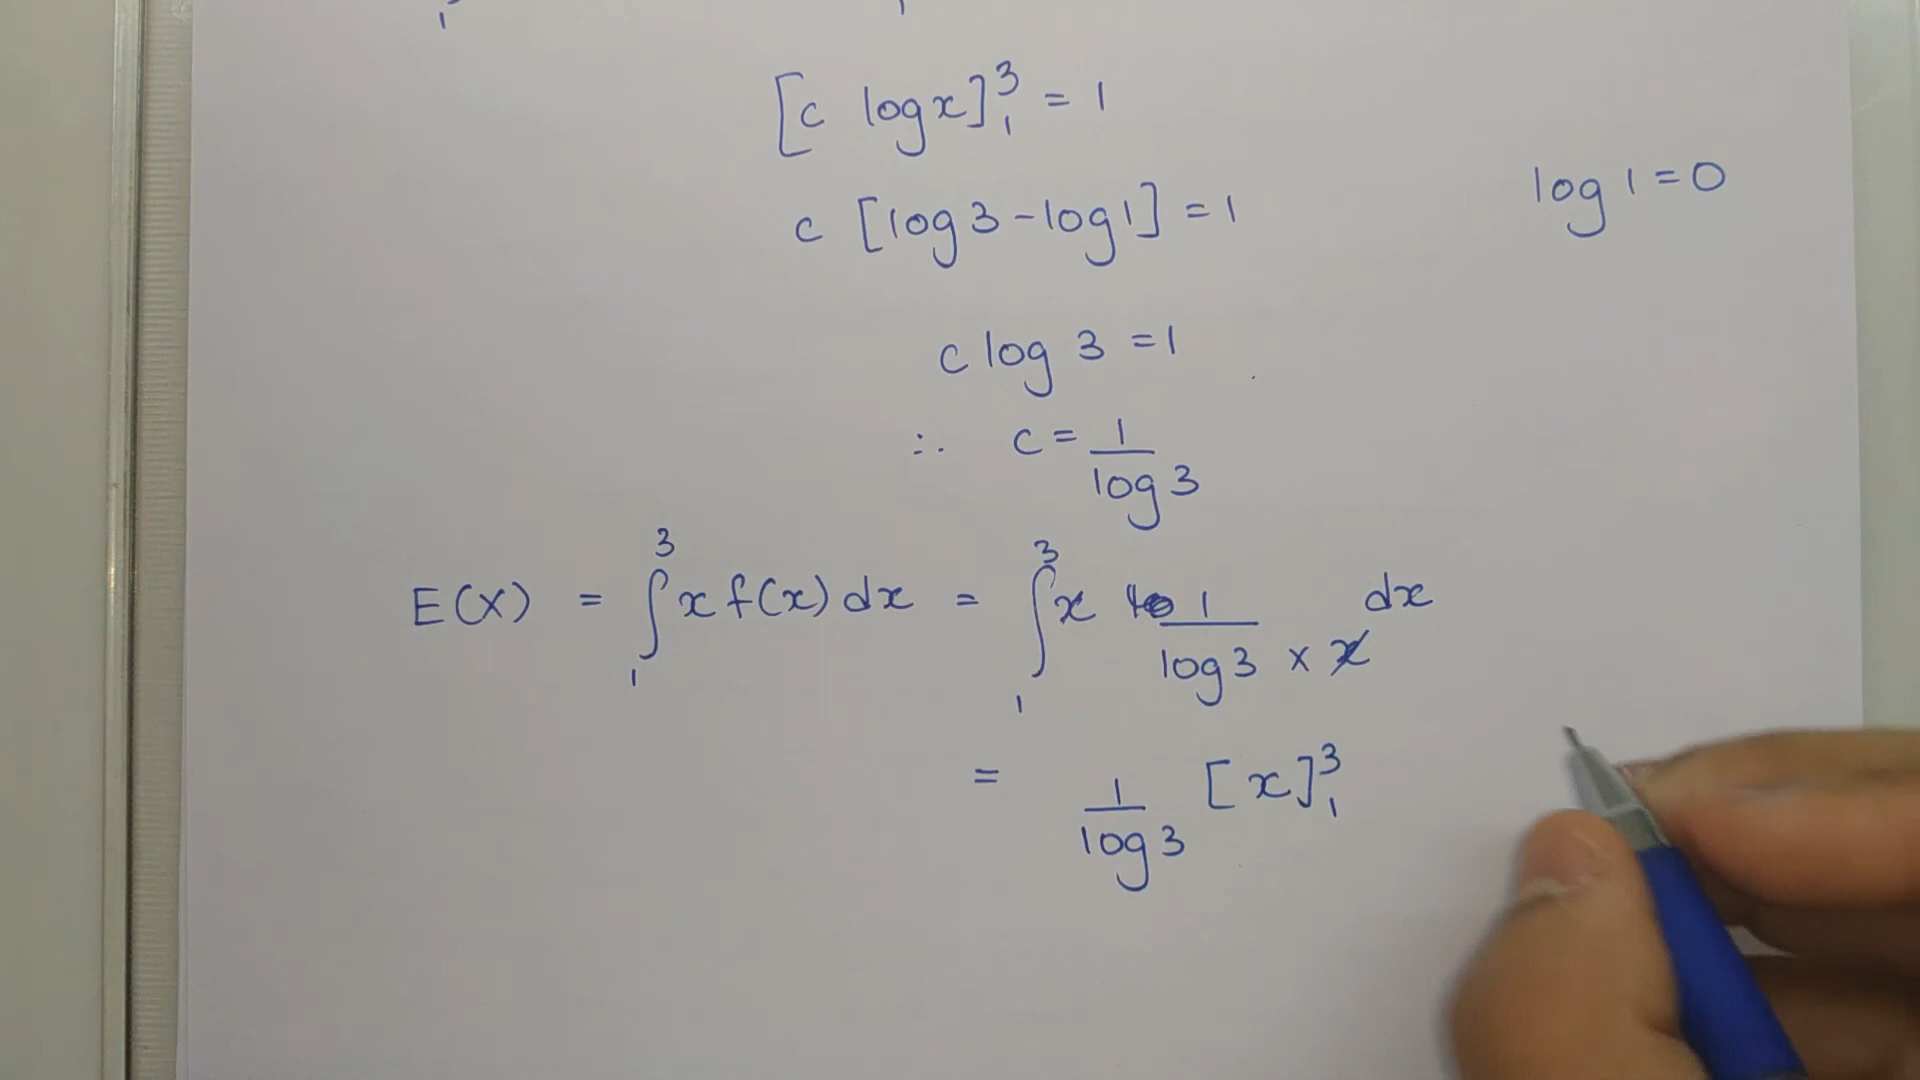 [c log x]₁³ = 1
c [log 3 - log 1] = 1
log 1 = 0
c log 3 = 1
∴ c = 1/log 3
E(X) = ∫₁³ x f(x) dx = ∫₁³ x 1/(log 3 × x) dx
= 1/log 3 [x]₁³